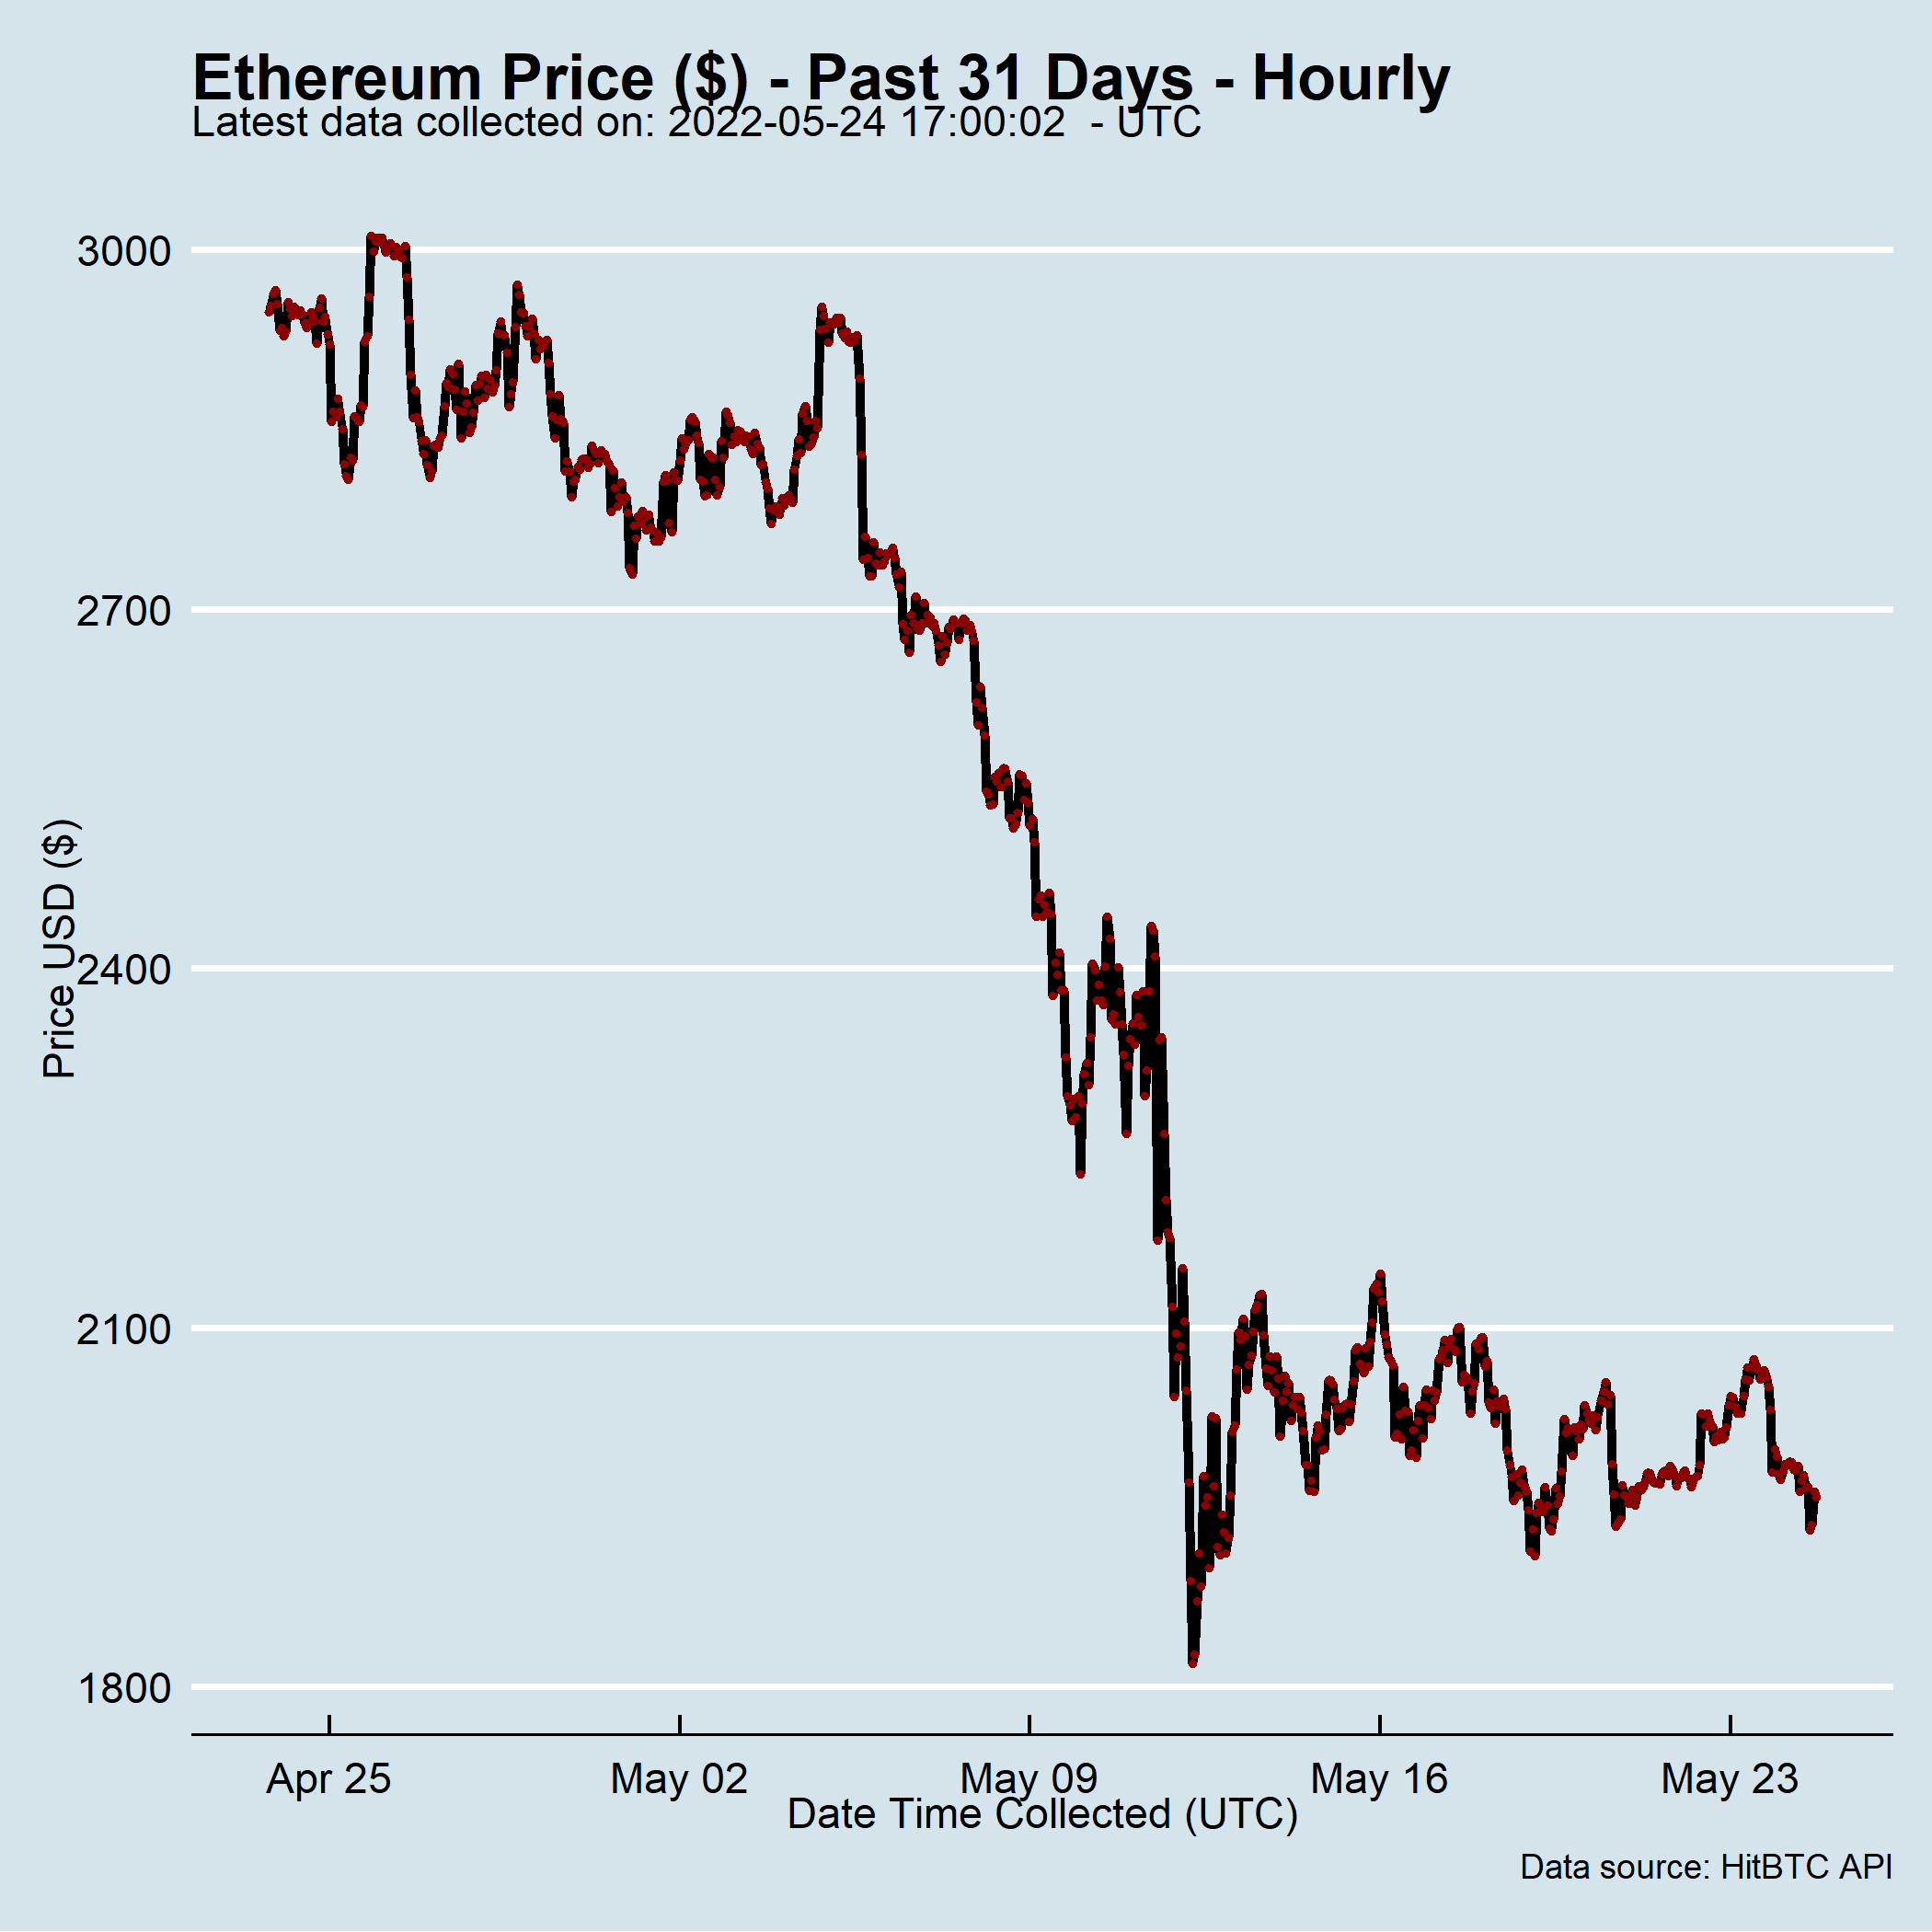 Ethereum Price ($) - Past 31 Days - Hourly
Latest data collected on: 2022-05-24 17:00:02  - UTC
3000
2700
2400
2100
1800
Price USD ($)
Apr 25
May 02
May 09
May 16
May 23
Date Time Collected (UTC)
Data source: HitBTC API